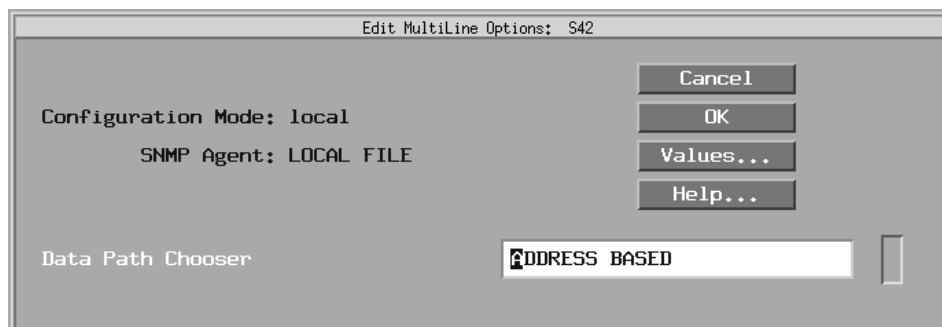 Edit MultiLine Options: S42
Cancel
Configuration Mode: local
OK
SNMP Agent: LOCAL FILE
Values...
Help...
Data Path Chooser
ADDRESS BASED